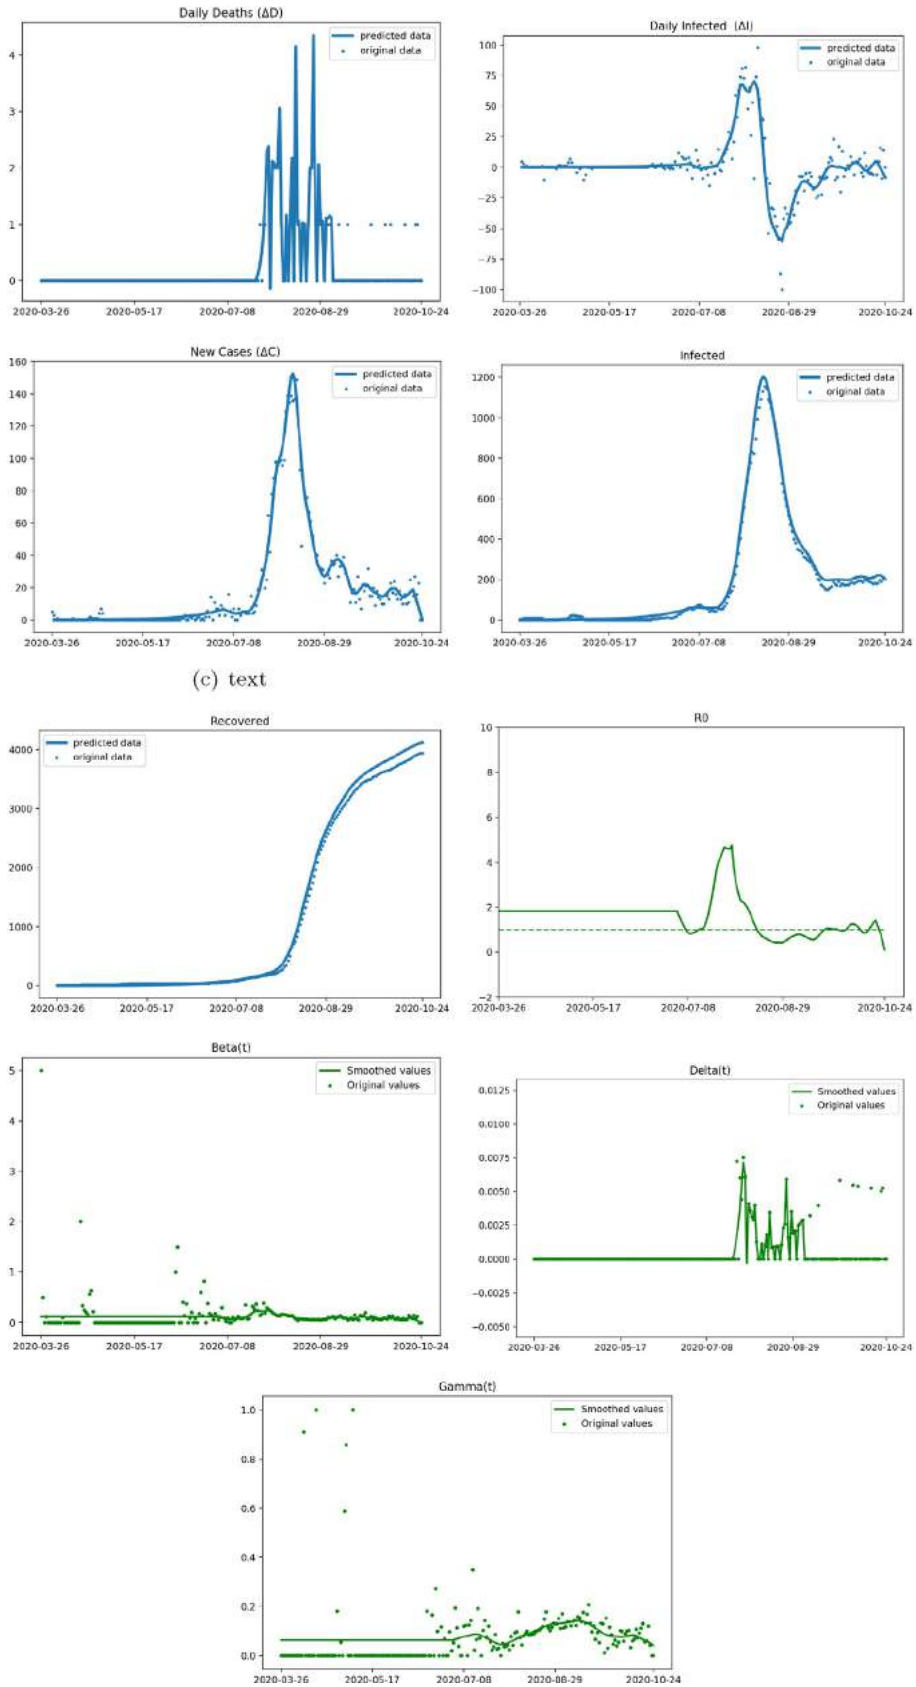 Daily Deaths (ΔD)
predicted data
original data
4
3
2
1
0
2020-03-26 2020-05-17 2020-07-08 2020-08-29 2020-10-24
Daily Infected (ΔI)
predicted data
original data
100
75
50
25
0
−25
−50
−75
−100
2020-03-26 2020-05-17 2020-07-08 2020-08-29 2020-10-24
New Cases (ΔC)
predicted data
original data
160
140
120
100
80
60
40
20
0
2020-03-26 2020-05-17 2020-07-08 2020-08-29 2020-10-24
Infected
predicted data
original data
1200
1000
800
600
400
200
0
2020-03-26 2020-05-17 2020-07-08 2020-08-29 2020-10-24
(c) text
Recovered
predicted data
original data
4000
3000
2000
1000
0
2020-03-26 2020-05-17 2020-07-08 2020-08-29 2020-10-24
R0
10
8
6
4
2
0
−2
2020-03-26 2020-05-17 2020-07-08 2020-08-29 2020-10-24
Beta(t)
Smoothed values
Original values
5
4
3
2
1
0
2020-03-26 2020-05-17 2020-07-08 2020-08-29 2020-10-24
Delta(t)
Smoothed values
Original values
0.0125
0.0100
0.0075
0.0050
0.0025
0.0000
−0.0025
−0.0050
2020-03-26 2020-05-17 2020-07-08 2020-08-29 2020-10-24
Gamma(t)
Smoothed values
Original values
1.0
0.8
0.6
0.4
0.2
0.0
2020-03-26 2020-05-17 2020-07-08 2020-08-29 2020-10-24